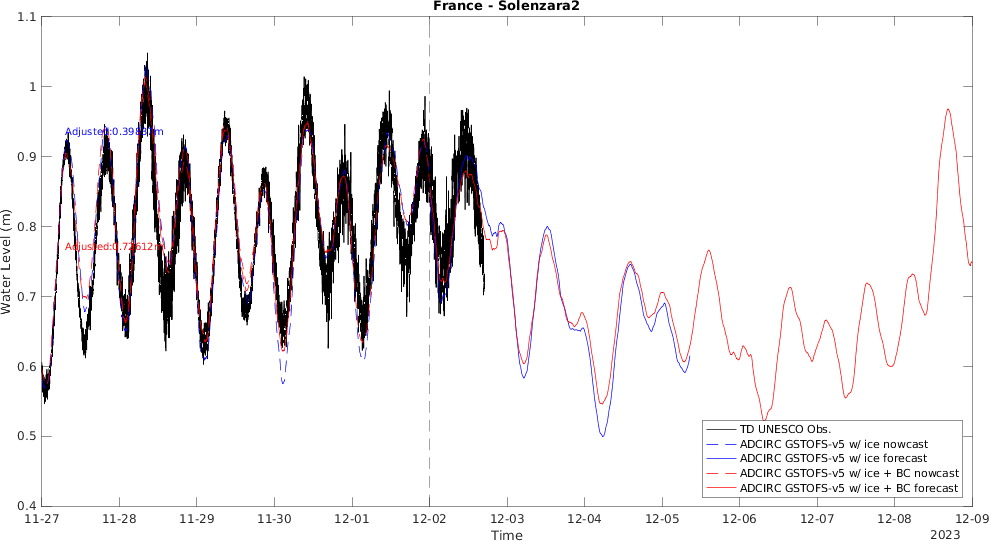 France - Solenzara2
Water Level (m)
1.1
1
0.9
0.8
0.7
0.6
0.5
0.4
Adjusted:0.39837m
Adjusted:0.72612m
TD UNESCO Obs.
ADCIRC GSTOFS-v5 w/ ice nowcast
ADCIRC GSTOFS-v5 w/ ice forecast
ADCIRC GSTOFS-v5 w/ ice + BC nowcast
ADCIRC GSTOFS-v5 w/ ice + BC forecast
11-27 11-28 11-29 11-30 12-01 12-02 12-03 12-04 12-05 12-06 12-07 12-08 12-09
Time
2023